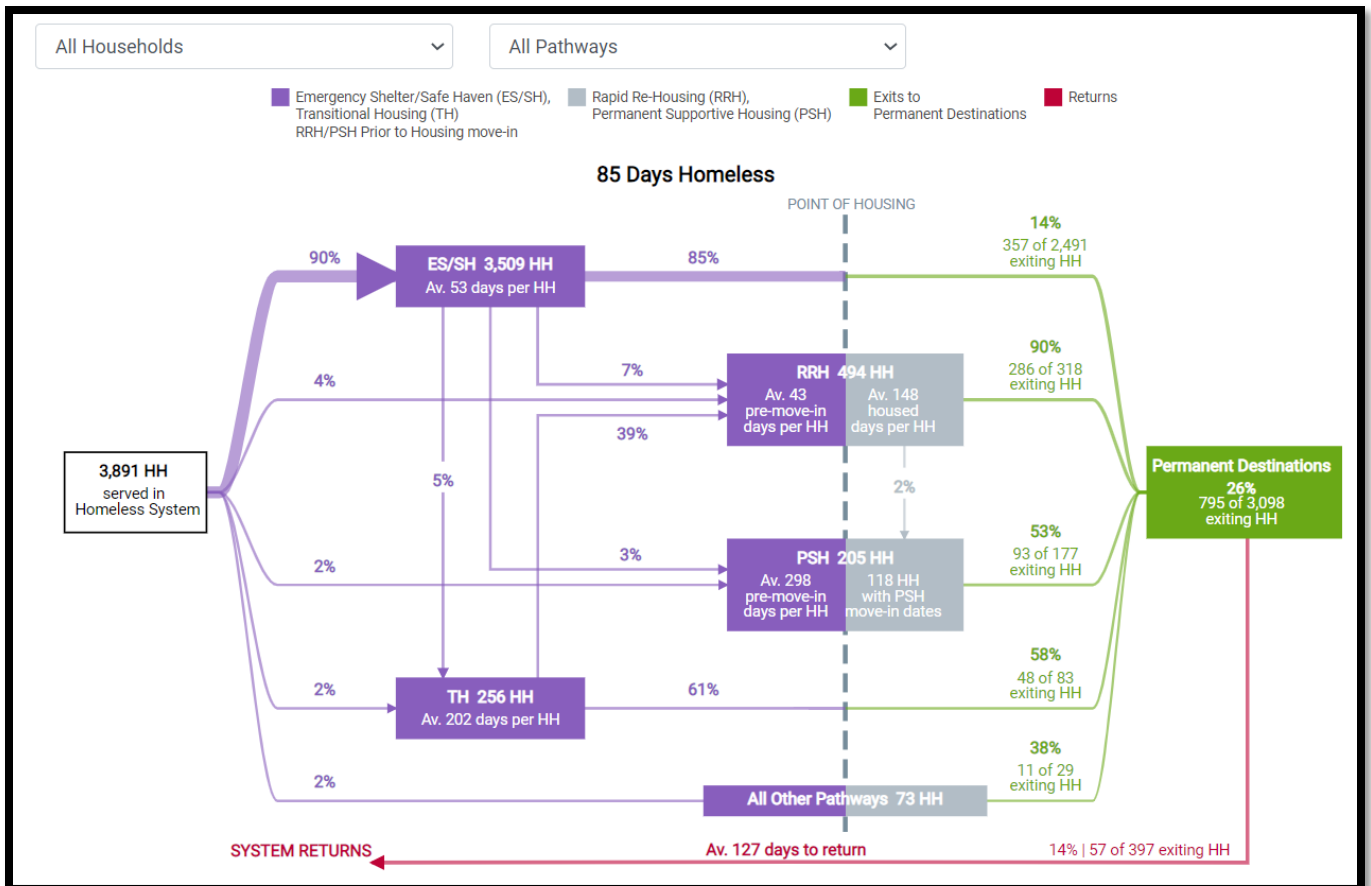 All Households
All Pathways
Emergency Shelter/Safe Haven (ES/SH),
Transitional Housing (TH)
RRH/PSH Prior to Housing move-in
Rapid Re-Housing (RRH),
Permanent Supportive Housing (PSH)
Exits to
Permanent Destinations
Returns
85 Days Homeless
POINT OF HOUSING
90%
ES/SH 3,509 HH
Av. 53 days per HH
85%
14%
357 of 2,491
exiting HH
4%
7%
39%
RRH 494 HH
Av. 43
pre-move-in
days per HH
Av. 148
housed
days per HH
90%
286 of 318
exiting HH
3,891 HH
served in
Homeless System
5%
2%
Permanent Destinations
26%
795 of 3,098
exiting HH
2%
3%
PSH 205 HH
Av. 298
pre-move-in
days per HH
118 HH
with PSH
move-in dates
53%
93 of 177
exiting HH
2%
TH 256 HH
Av. 202 days per HH
61%
58%
48 of 83
exiting HH
2%
All Other Pathways 73 HH
38%
11 of 29
exiting HH
SYSTEM RETURNS
Av. 127 days to return
14% | 57 of 397 exiting HH